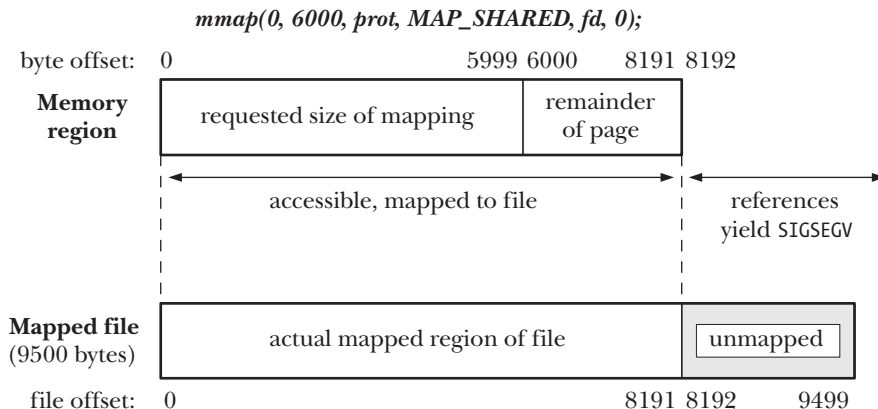 mmap(0, 6000, prot, MAP_SHARED, fd, 0);
byte offset: 0 5999 6000 8191 8192
Memory region
requested size of mapping
remainder of page
accessible, mapped to file
references yield SIGSEGV
Mapped file (9500 bytes)
actual mapped region of file
unmapped
file offset: 0 8191 8192 9499